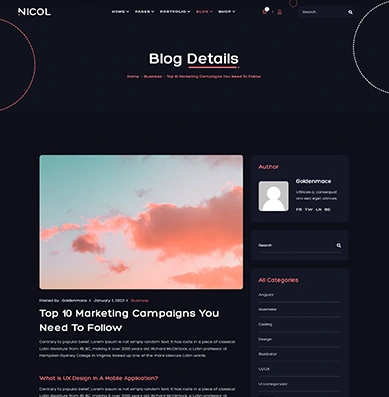 NICOL
HOME PAGES PORTFOLIO BLOG SHOP
Search
Blog Details
Home - Business - Top 10 Marketing Campaigns You Need To Follow
Posted by : Goldenmace / January 1, 2022 / Business
Top 10 Marketing Campaigns You
Need To Follow
Contrary to popular belief, Lorem Ipsum is not simply random text. It has roots in a piece of classical
Latin literature from 45 BC, making it over 2000 years old. Richard McClintock, a Latin professor at
Hampden-Sydney College in Virginia, looked up one of the more obscure Latin words.
What Is UX Design In A Mobile Application?
Contrary to popular belief, Lorem Ipsum is not simply random text. It has roots in a piece of classical
Latin literature from 45 BC, making it over 2000 years old. Richard McClintock, a Latin professor at
Author
Goldenmace
Ultrices a, consequat
orci sed eget ultrices.
FB TW LN BE
Search
All Categories
Angular
Business
Coding
Design
Illustrator
UI/UX
Uncategorized